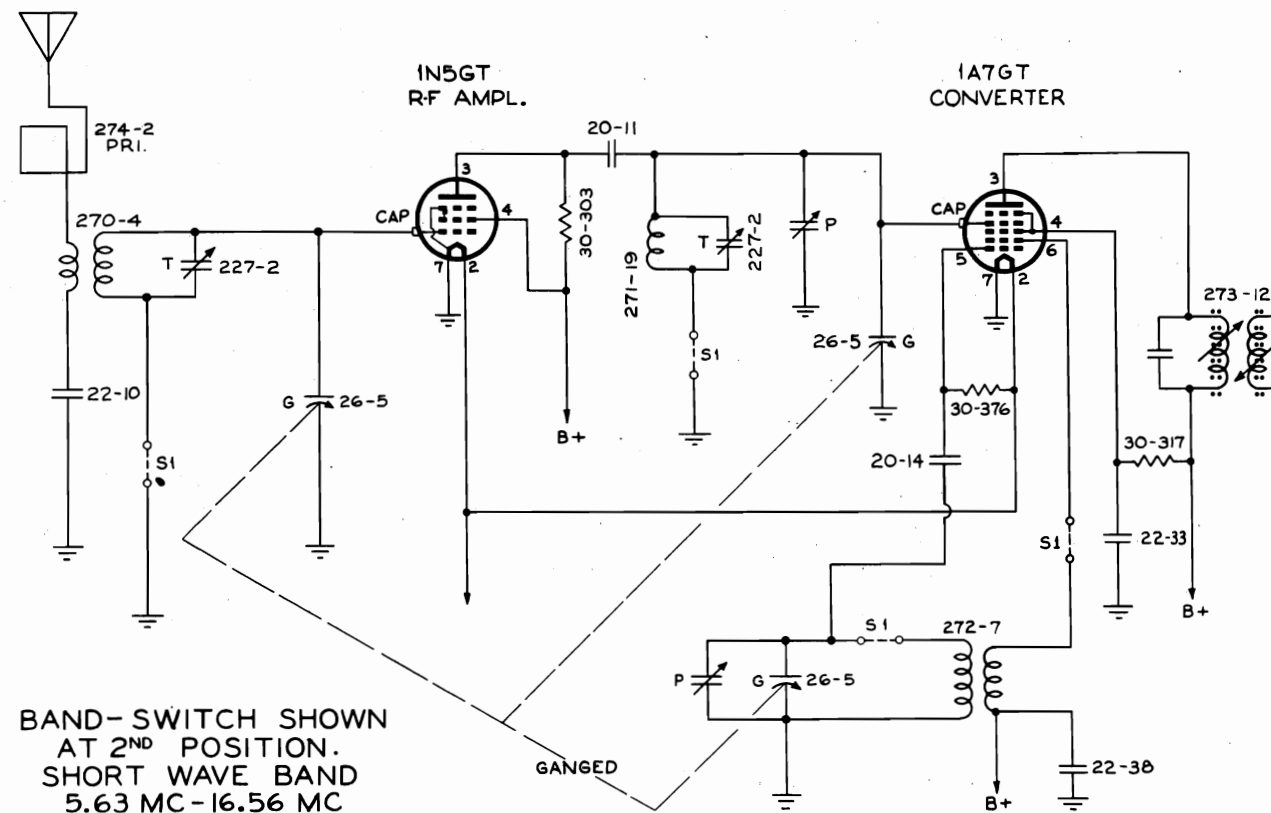 1N5GT
R-F AMPL.
1A7GT
CONVERTER
274-2
PRI.
20-11
3
CAP
4
7
2
30-303
270-4
T
227-2
271-19
T
227-2
P
CAP
3
4
5
6
7
2
273-12
S1
26-5
G
22-10
G
26-5
B+
30-376
30-317
20-14
S1
S1
22-33
B+
S1
272-7
P
G
26-5
22-38
B+
GANGED
BAND-SWITCH SHOWN
AT 2ND POSITION.
SHORT WAVE BAND
5.63 MC-16.56 MC